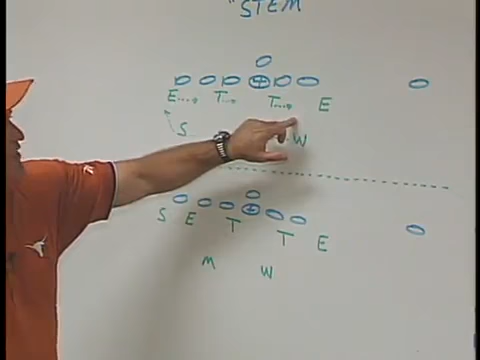 "STEM
E T T E
S W
S E T T E
M W